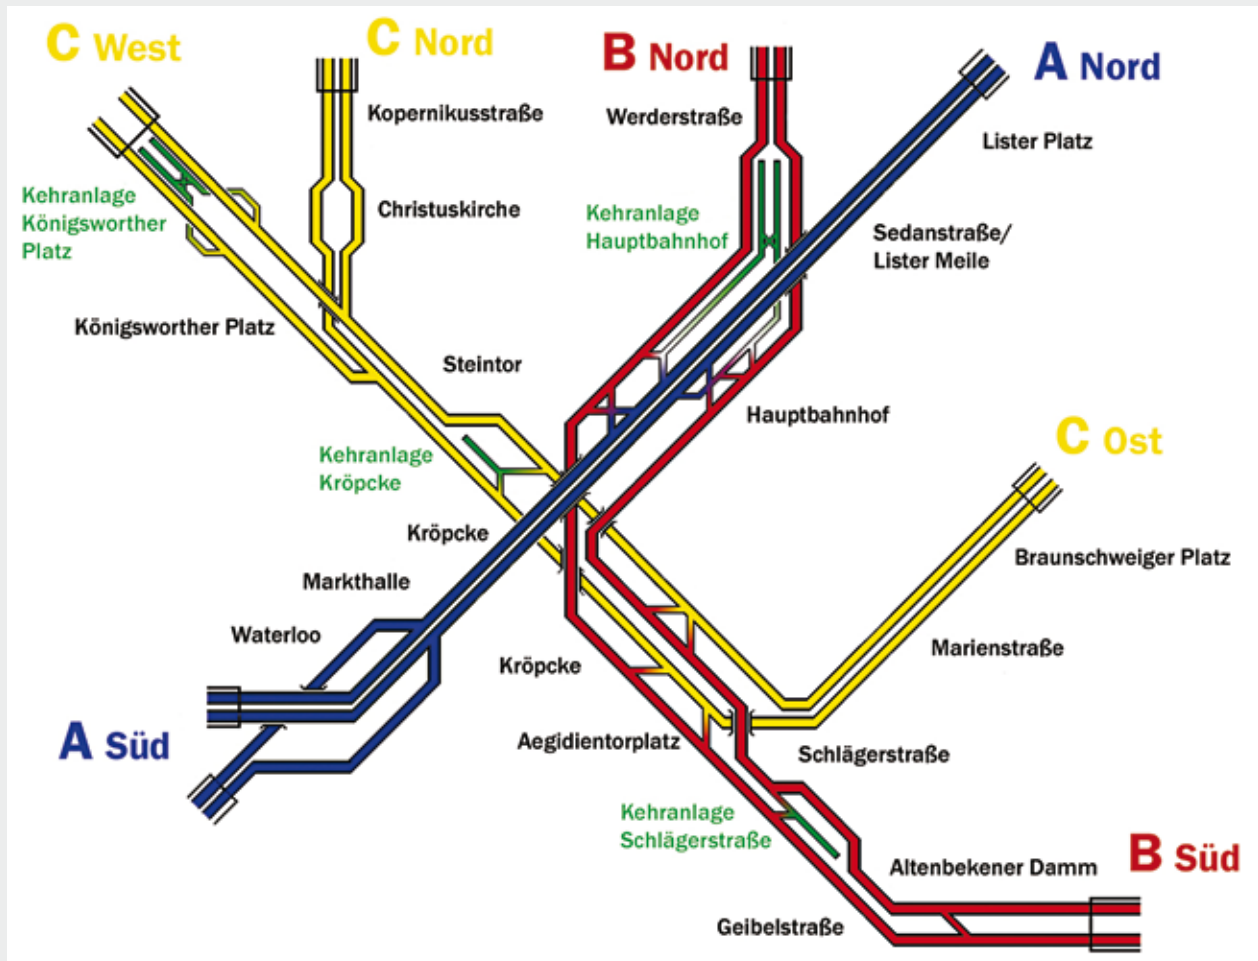 C West
C Nord
B Nord
A Nord
Kopernikusstraße
Werderstraße
Lister Platz
Kehranlage
Königsworther
Platz
Christuskirche
Kehranlage
Hauptbahnhof
Sedanstraße/
Lister Meile
Königsworther Platz
Steintor
Hauptbahnhof
C Ost
Kehranlage
Kröpcke
Kröpcke
Braunschweiger Platz
Markthalle
Waterloo
Marienstraße
Kröpcke
A Süd
Aegidientorplatz
Schlägerstraße
Kehranlage
Schlägerstraße
B Süd
Altenbekener Damm
Geibelstraße